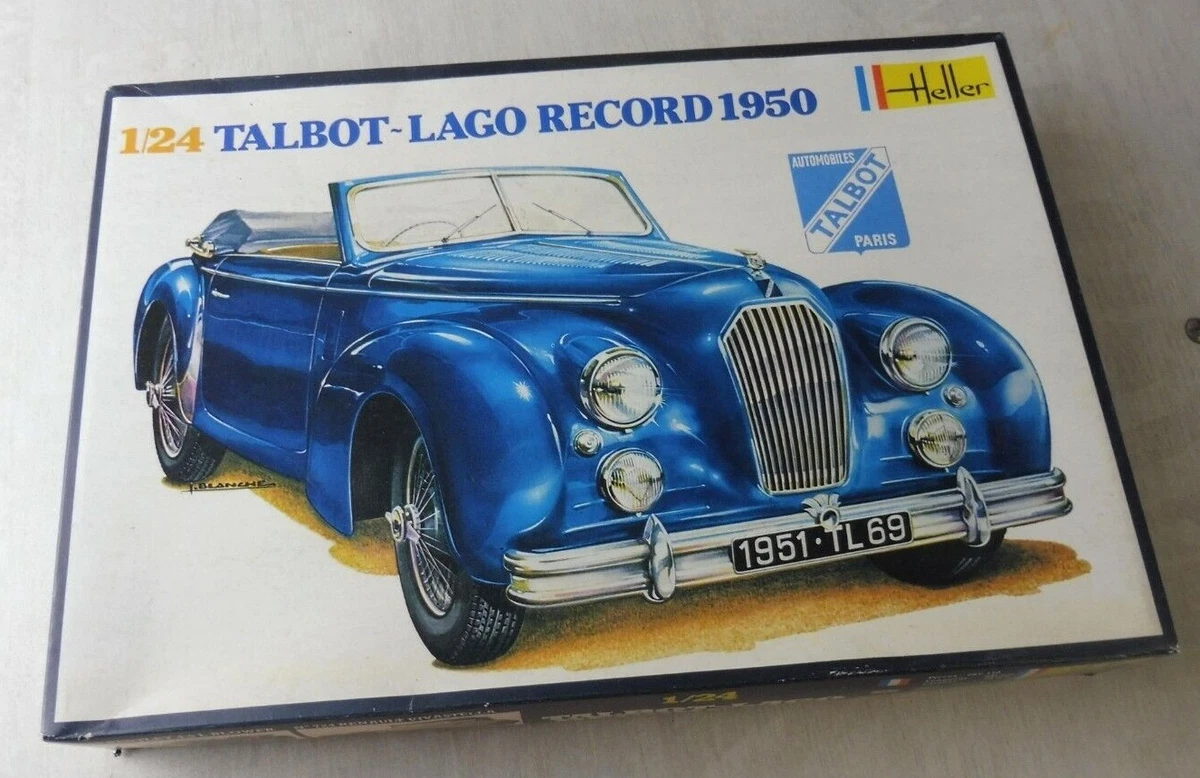 1/24 TALBOT~LAGO RECORD 1950
Heller
AUTOMOBILES
TALBOT
PARIS
P. BLANCHE
1951·TL69
1/24